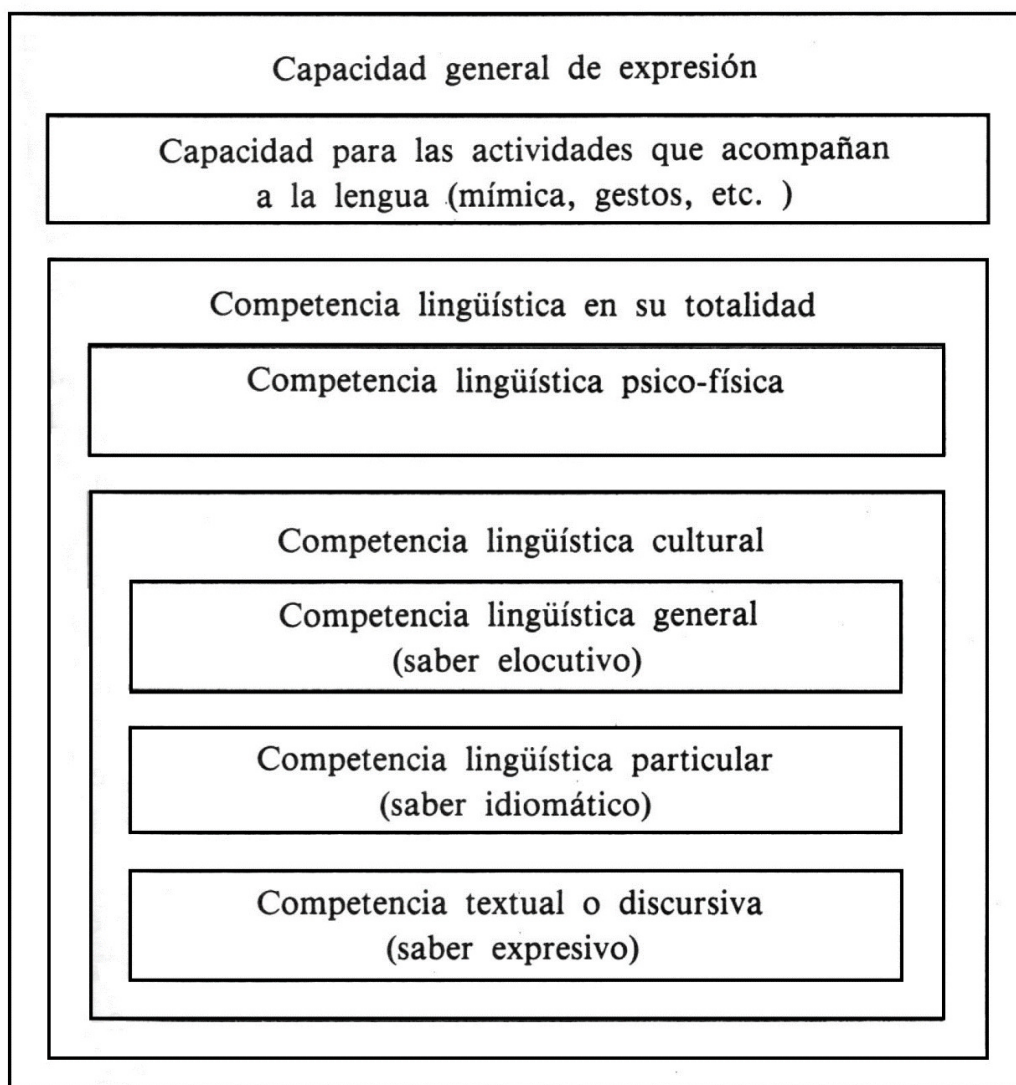 Capacidad general de expresión
Capacidad para las actividades que acompañan
a la lengua (mímica, gestos, etc. )
Competencia lingüística en su totalidad
Competencia lingüística psico-física
Competencia lingüística cultural
Competencia lingüística general
(saber elocutivo)
Competencia lingüística particular
(saber idiomático)
Competencia textual o discursiva
(saber expresivo)